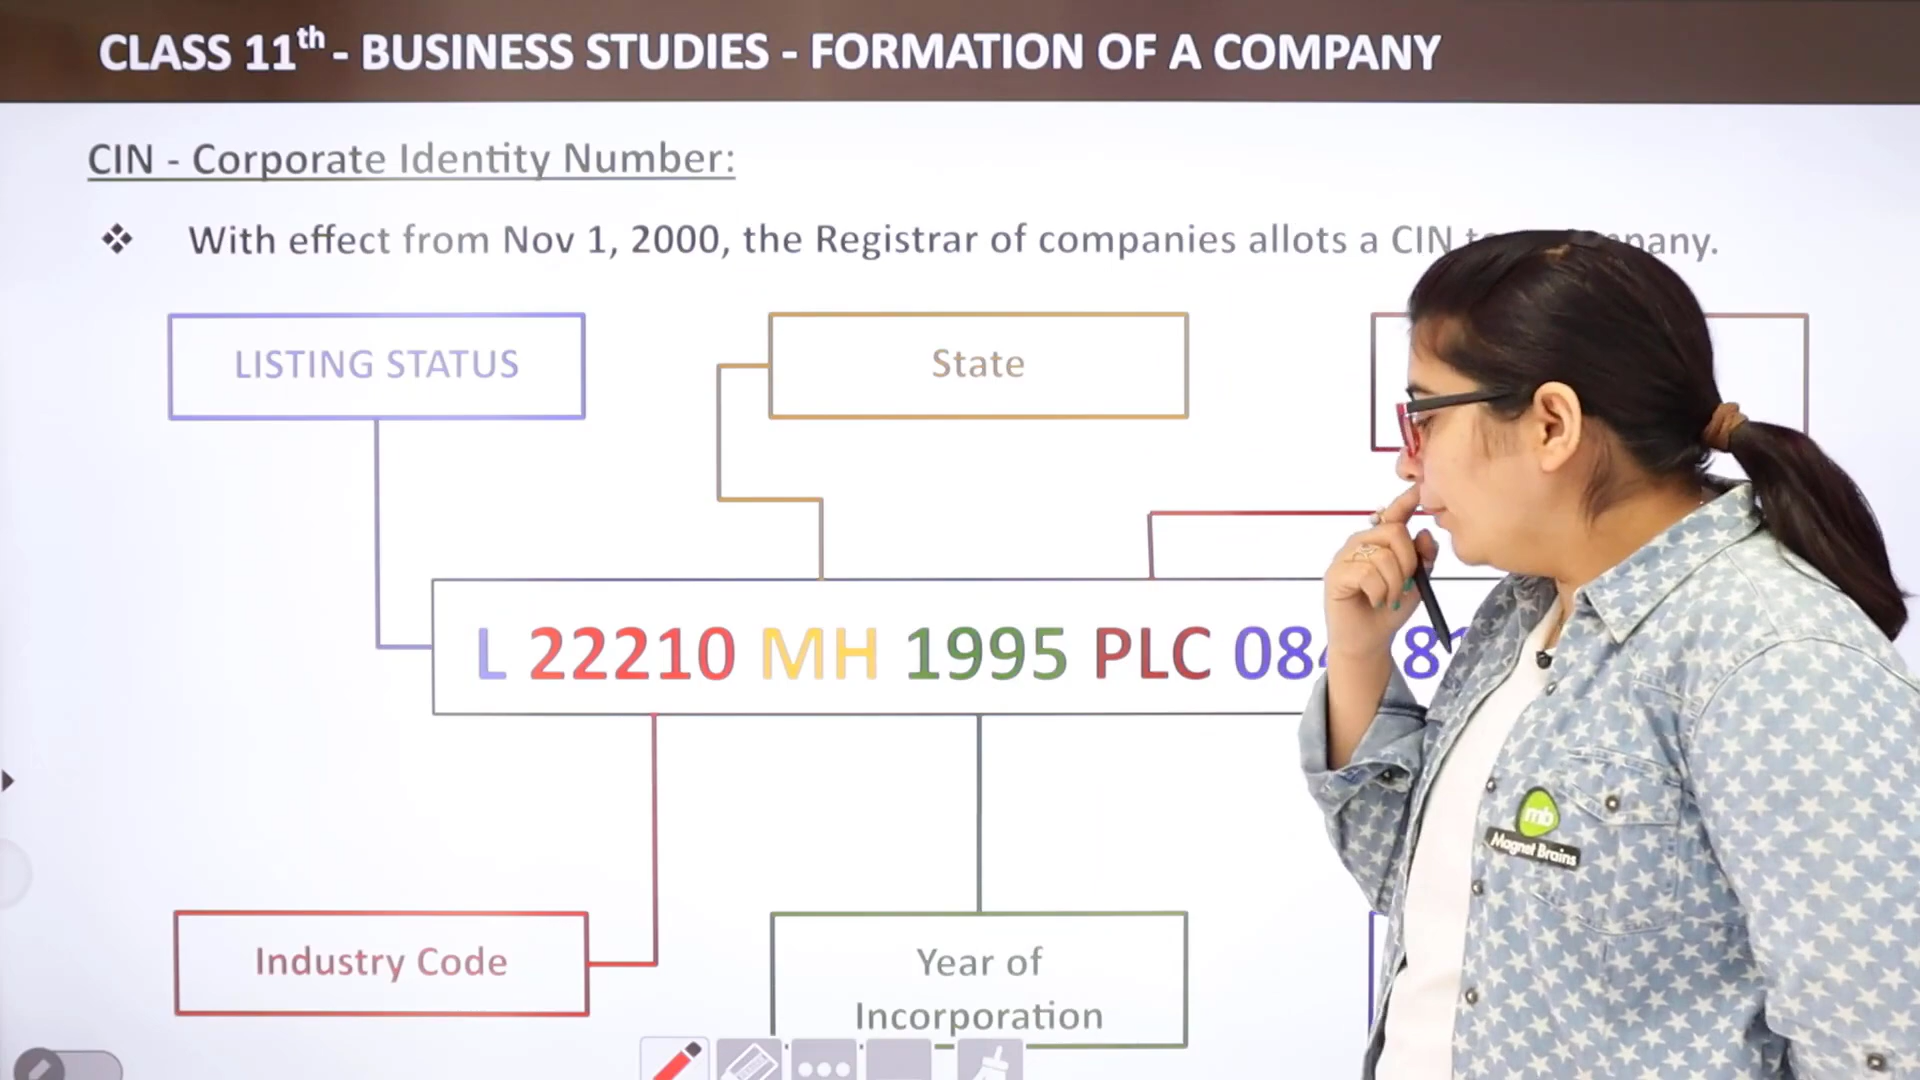 CLASS 11th - BUSINESS STUDIES - FORMATION OF A COMPANY
CIN - Corporate Identity Number:
❖ With effect from Nov 1, 2000, the Registrar of companies allots a CIN
LISTING STATUS
State
L 22210 MH 1995 PLC
mb
Magnet Brains
Industry Code
Year of
Incorporation